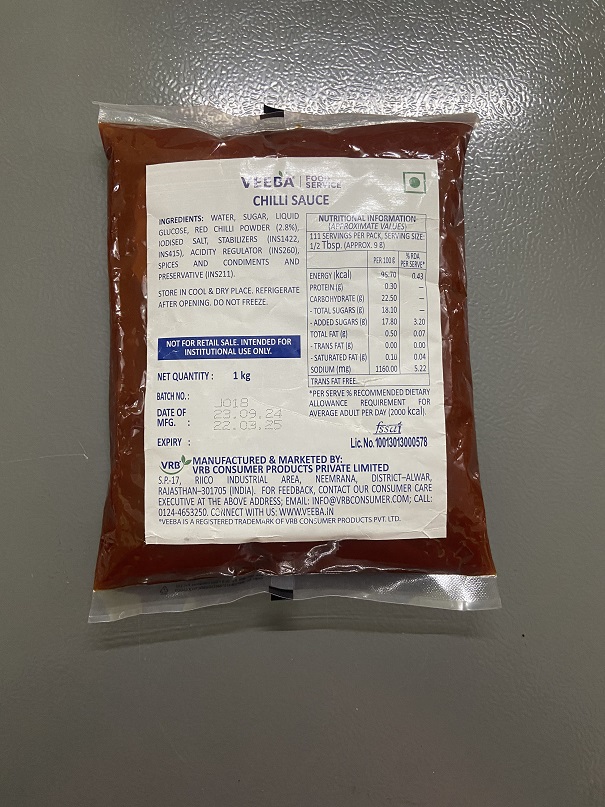 VEEBA FOOD SERVICE
CHILLI SAUCE
INGREDIENTS: WATER, SUGAR, LIQUID
GLUCOSE, RED CHILLI POWDER (2.8%),
IODISED SALT, STABILIZERS (INS1422,
INS415), ACIDITY REGULATOR (INS260),
SPICES AND CONDIMENTS AND
PRESERVATIVE (INS211).
STORE IN COOL & DRY PLACE. REFRIGERATE
AFTER OPENING. DO NOT FREEZE.
NOT FOR RETAIL SALE. INTENDED FOR
INSTITUTIONAL USE ONLY.
NET QUANTITY : 1 kg
BATCH NO.: J018
DATE OF MFG. : 23.09.24
22.03.25
EXPIRY :
NUTRITIONAL INFORMATION
(APPROXIMATE VALUES)
111 SERVINGS PER PACK, SERVING SIZE:
1/2 Tbsp. (APPROX. 9 g)
PER 100 g % RDA PER SERVE*
ENERGY (kcal) 95.70 0.43
PROTEIN (g) 0.30 –
CARBOHYDRATE (g) 22.50 –
- TOTAL SUGARS (g) 18.10 –
- ADDED SUGARS (g) 17.80 3.20
TOTAL FAT (g) 0.50 0.07
- TRANS FAT (g) 0.00 0.00
- SATURATED FAT (g) 0.10 0.04
SODIUM (mg) 1160.00 5.22
TRANS FAT FREE.
*PER SERVE % RECOMMENDED DIETARY
ALLOWANCE REQUIREMENT FOR
AVERAGE ADULT PER DAY (2000 kcal).
fssai
Lic. No. 10013013000578
VRB MANUFACTURED & MARKETED BY:
VRB CONSUMER PRODUCTS PRIVATE LIMITED
S.P.-17, RIICO INDUSTRIAL AREA, NEEMRANA, DISTRICT–ALWAR,
RAJASTHAN–301705 (INDIA). FOR FEEDBACK, CONTACT OUR CONSUMER CARE
EXECUTIVE AT THE ABOVE ADDRESS; EMAIL: INFO@VRBCONSUMER.COM; CALL:
0124-4653250. CONNECT WITH US: WWW.VEEBA.IN
*VEEBA IS A REGISTERED TRADEMARK OF VRB CONSUMER PRODUCTS PVT. LTD.